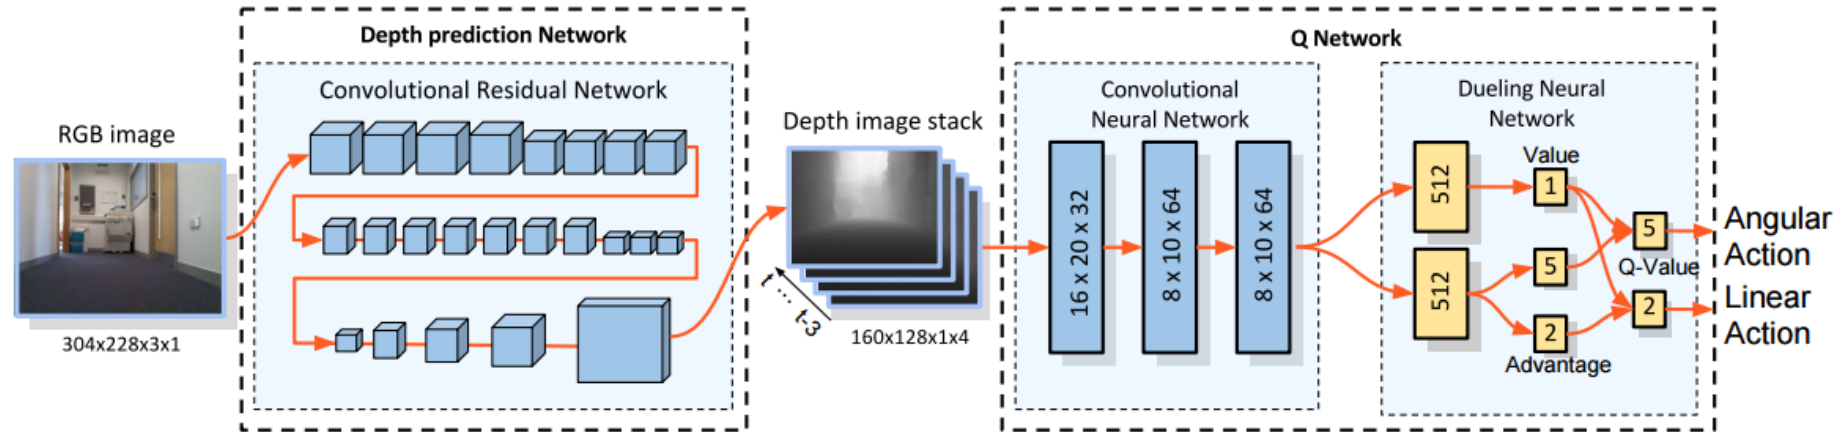 Depth prediction Network
Convolutional Residual Network
RGB image
304x228x3x1
Depth image stack
t ... t-3
160x128x1x4
Q Network
Convolutional
Neural Network
16 x 20 x 32
8 x 10 x 64
8 x 10 x 64
Dueling Neural
Network
512
512
Value
1
5
2
Advantage
5
Q-Value
2
Angular
Action
Linear
Action